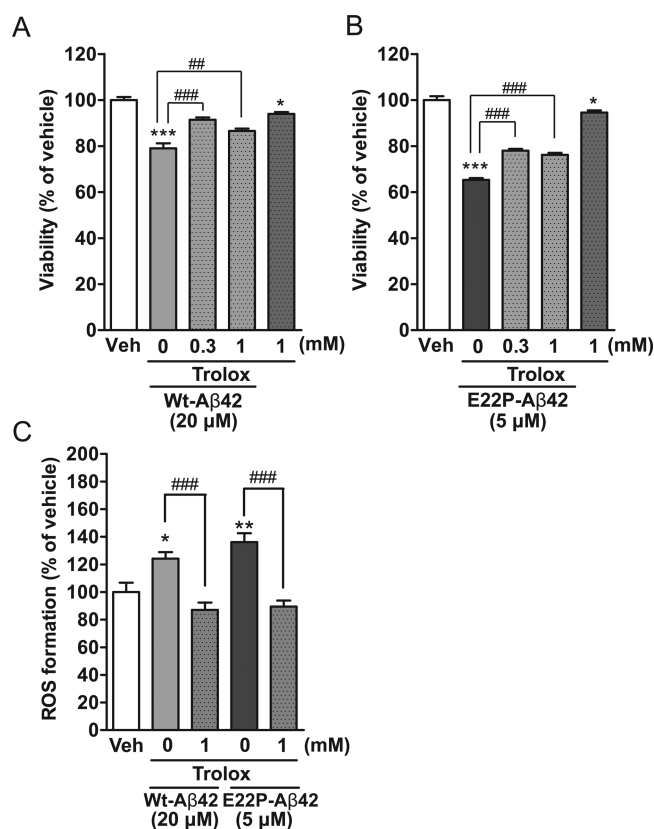 A
B
120
100
80
60
40
20
0
Viability (% of vehicle)
***
###
##
*
Veh 0 0.3 1 1 (mM)
Trolox
Wt-Aβ42
(20 µM)
120
100
80
60
40
20
0
Viability (% of vehicle)
***
###
###
*
Veh 0 0.3 1 1 (mM)
Trolox
E22P-Aβ42
(5 µM)
C
200
180
160
140
120
100
80
60
40
20
0
ROS formation (% of vehicle)
*
###
**
###
Veh 0 1 0 1 (mM)
Trolox
Wt-Aβ42 E22P-Aβ42
(20 µM) (5 µM)